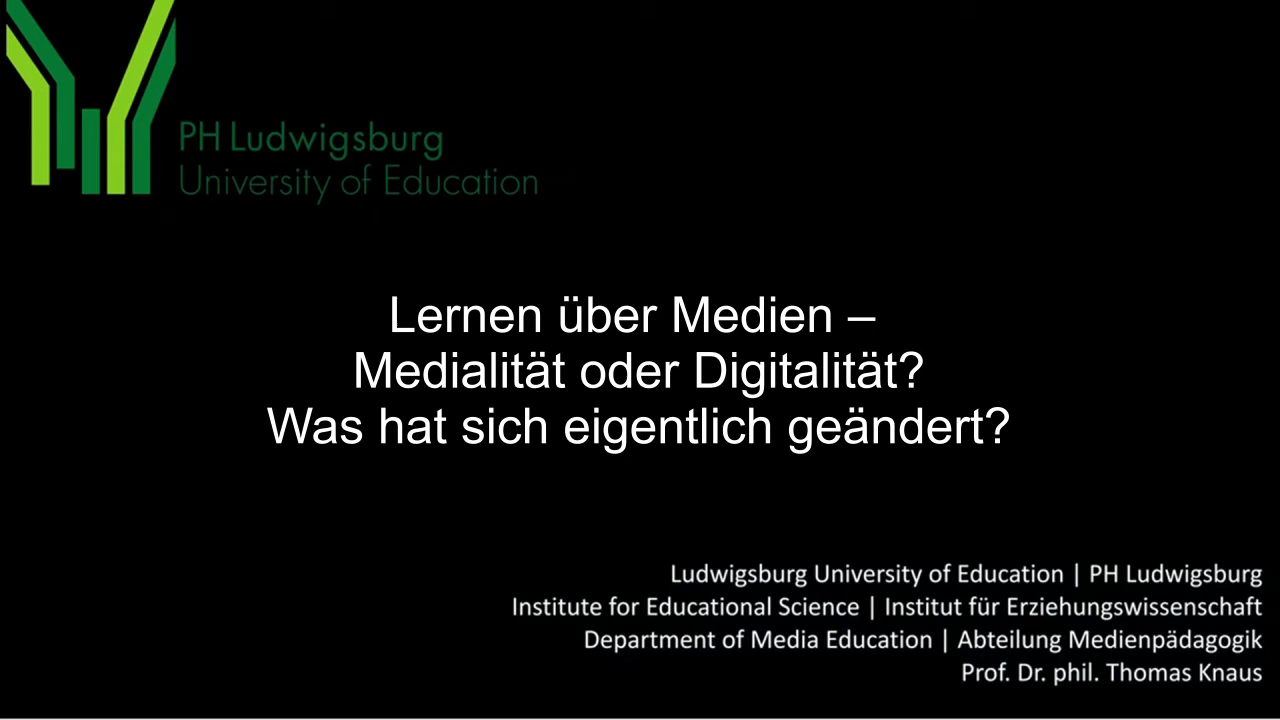 PH Ludwigsburg
University of Education
Lernen über Medien –
Medialität oder Digitalität?
Was hat sich eigentlich geändert?
Ludwigsburg University of Education | PH Ludwigsburg
Institute for Educational Science | Institut für Erziehungswissenschaft
Department of Media Education | Abteilung Medienpädagogik
Prof. Dr. phil. Thomas Knaus